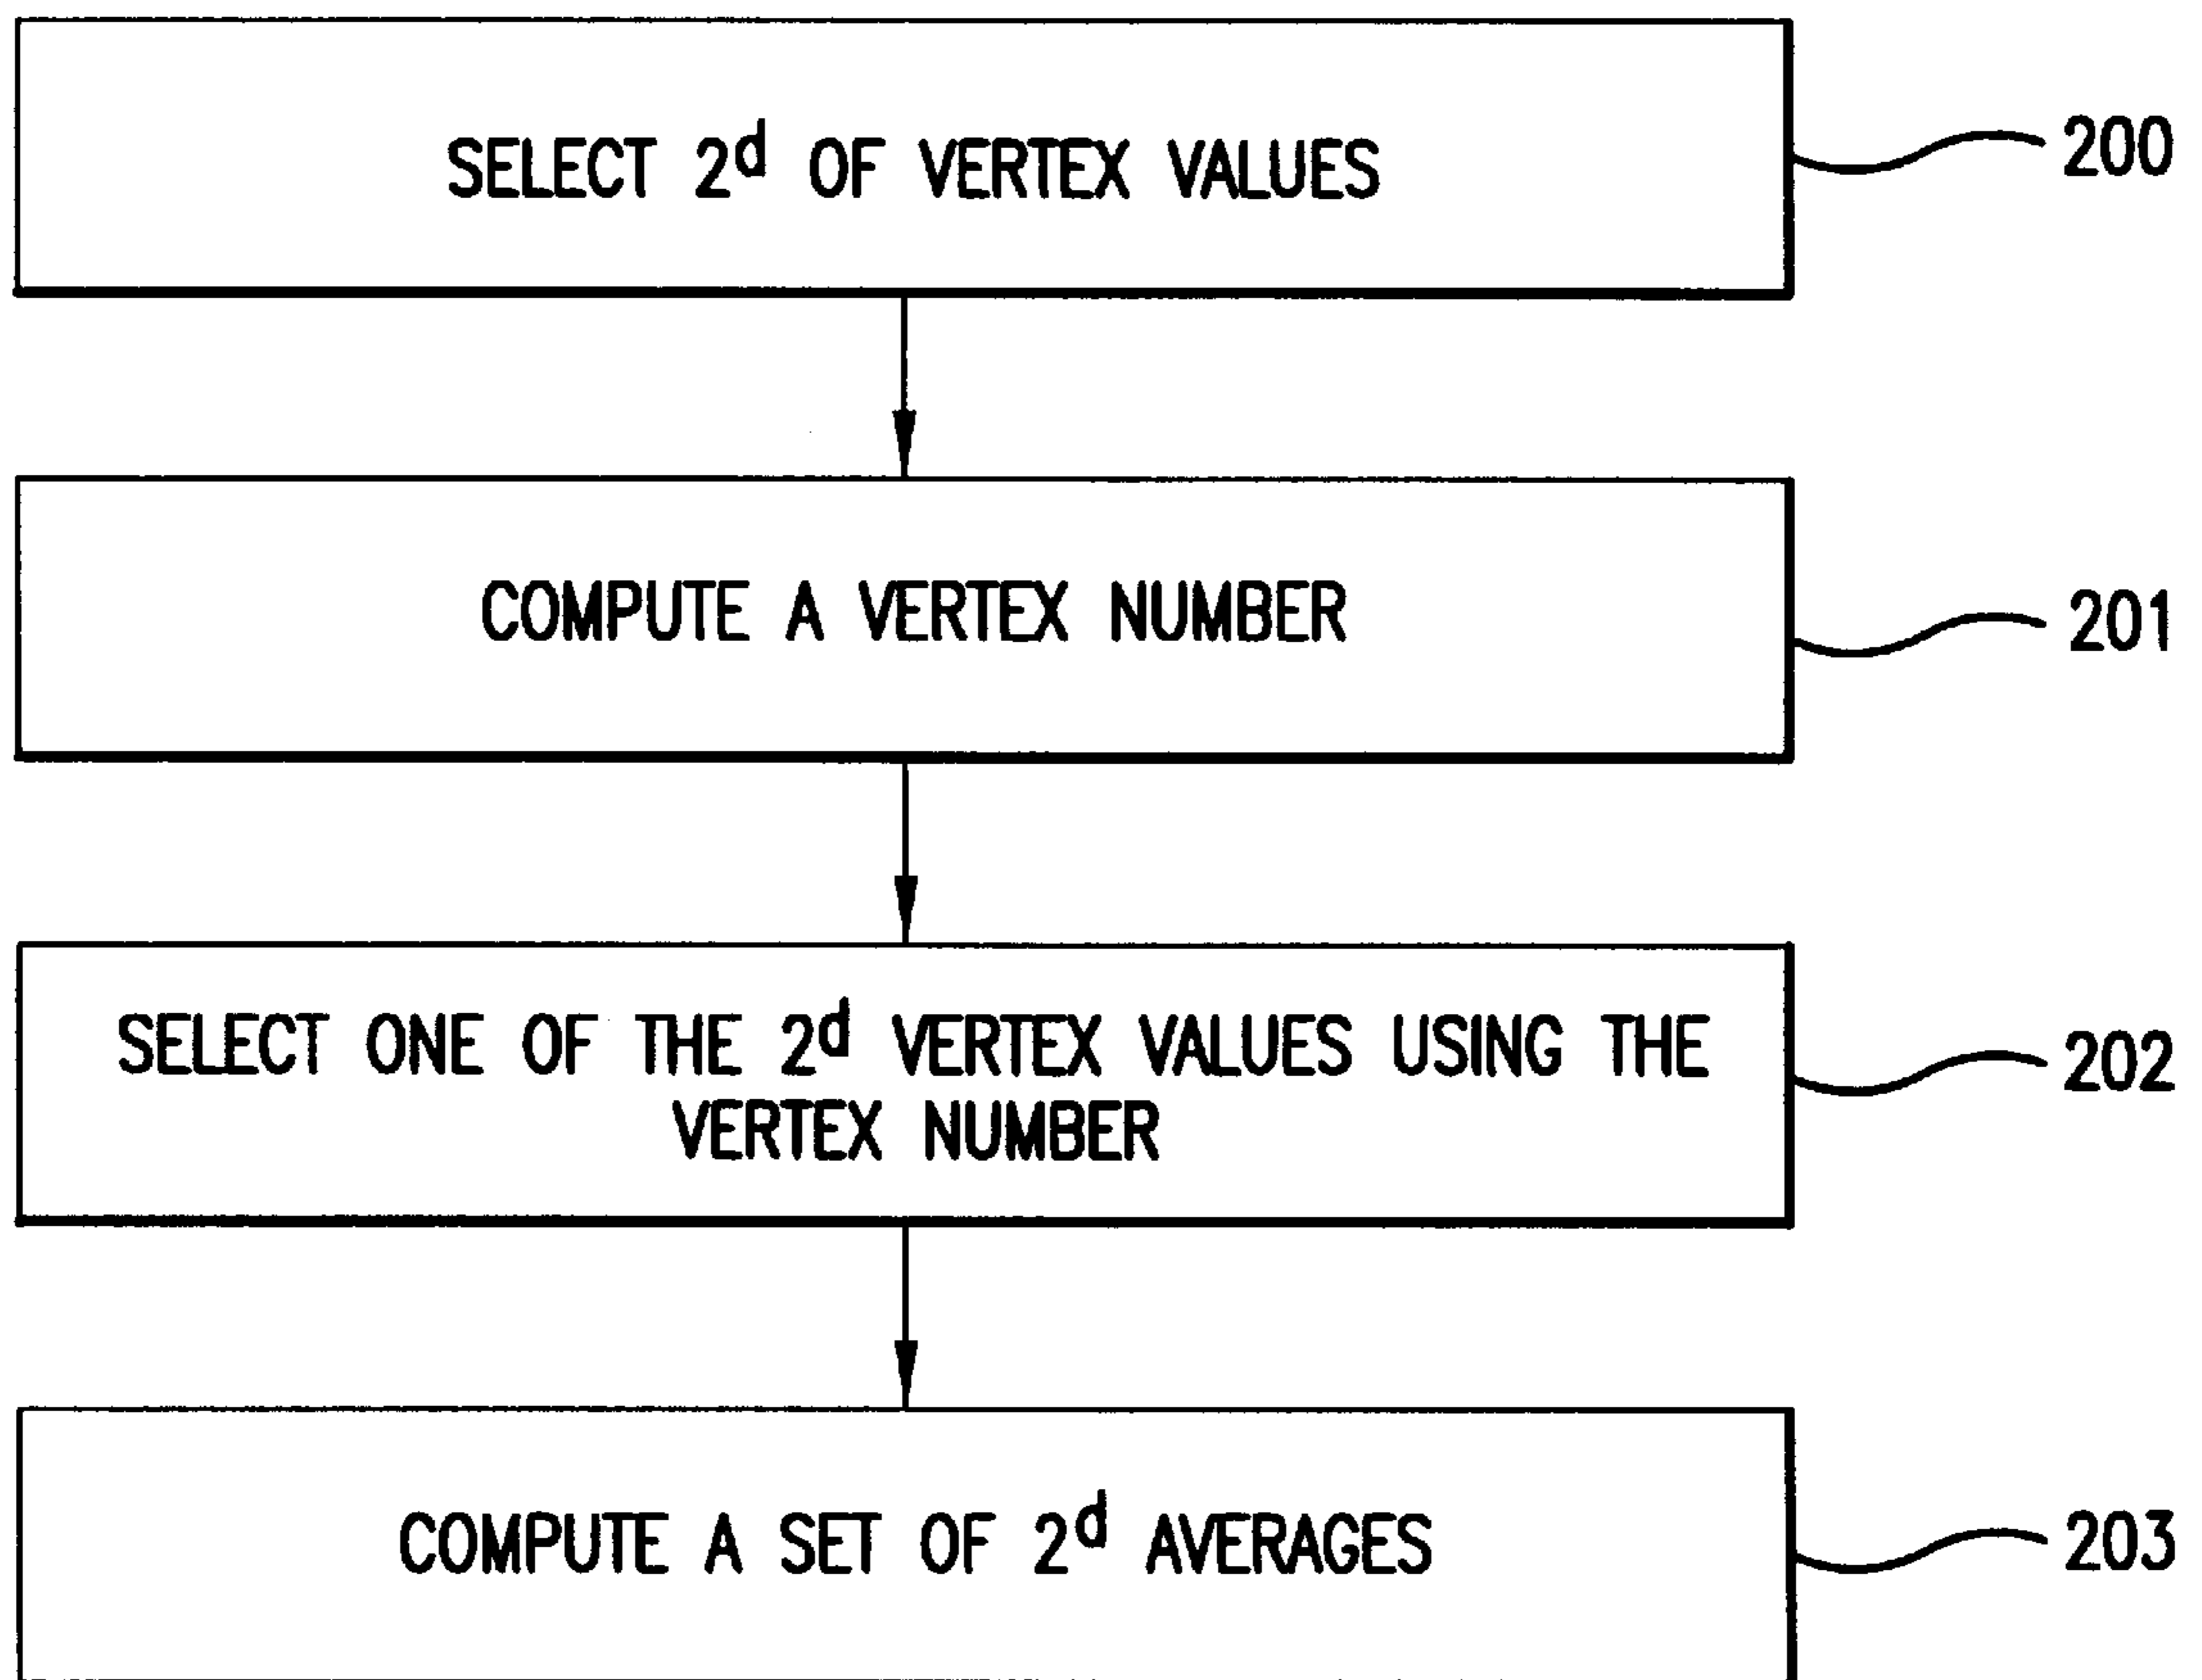 SELECT 2ᵈ OF VERTEX VALUES
200
COMPUTE A VERTEX NUMBER
201
SELECT ONE OF THE 2ᵈ VERTEX VALUES USING THE
VERTEX NUMBER
202
COMPUTE A SET OF 2ᵈ AVERAGES
203